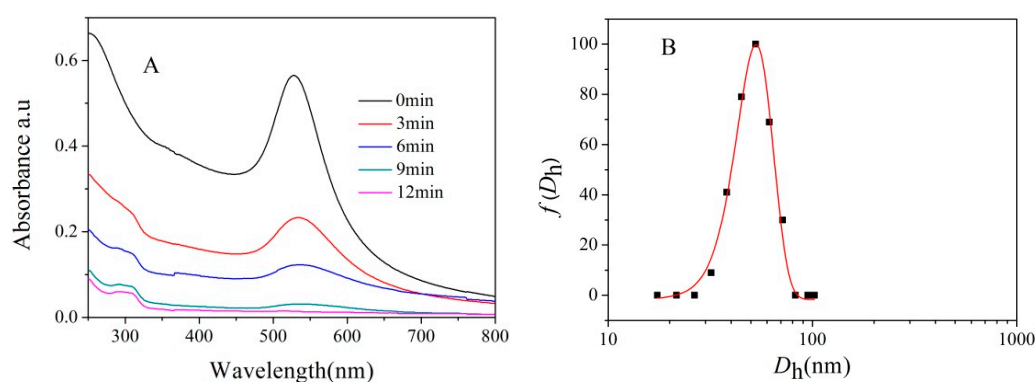 A
0.6
0.4
0.2
0.0
Absorbance a.u
300 400 500 600 700 800
Wavelength(nm)
0min
3min
6min
9min
12min
B
100
80
60
40
20
0
f(Dh)
10 100 1000
Dh(nm)